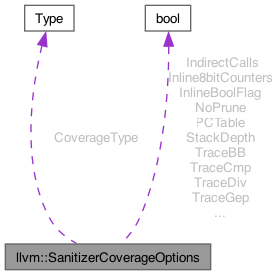 Type
bool
IndirectCalls
Inline8bitCounters
InlineBoolFlag
NoPrune
PCTable
StackDepth
TraceBB
TraceCmp
TraceDiv
TraceGep
...
CoverageType
llvm::SanitizerCoverageOptions